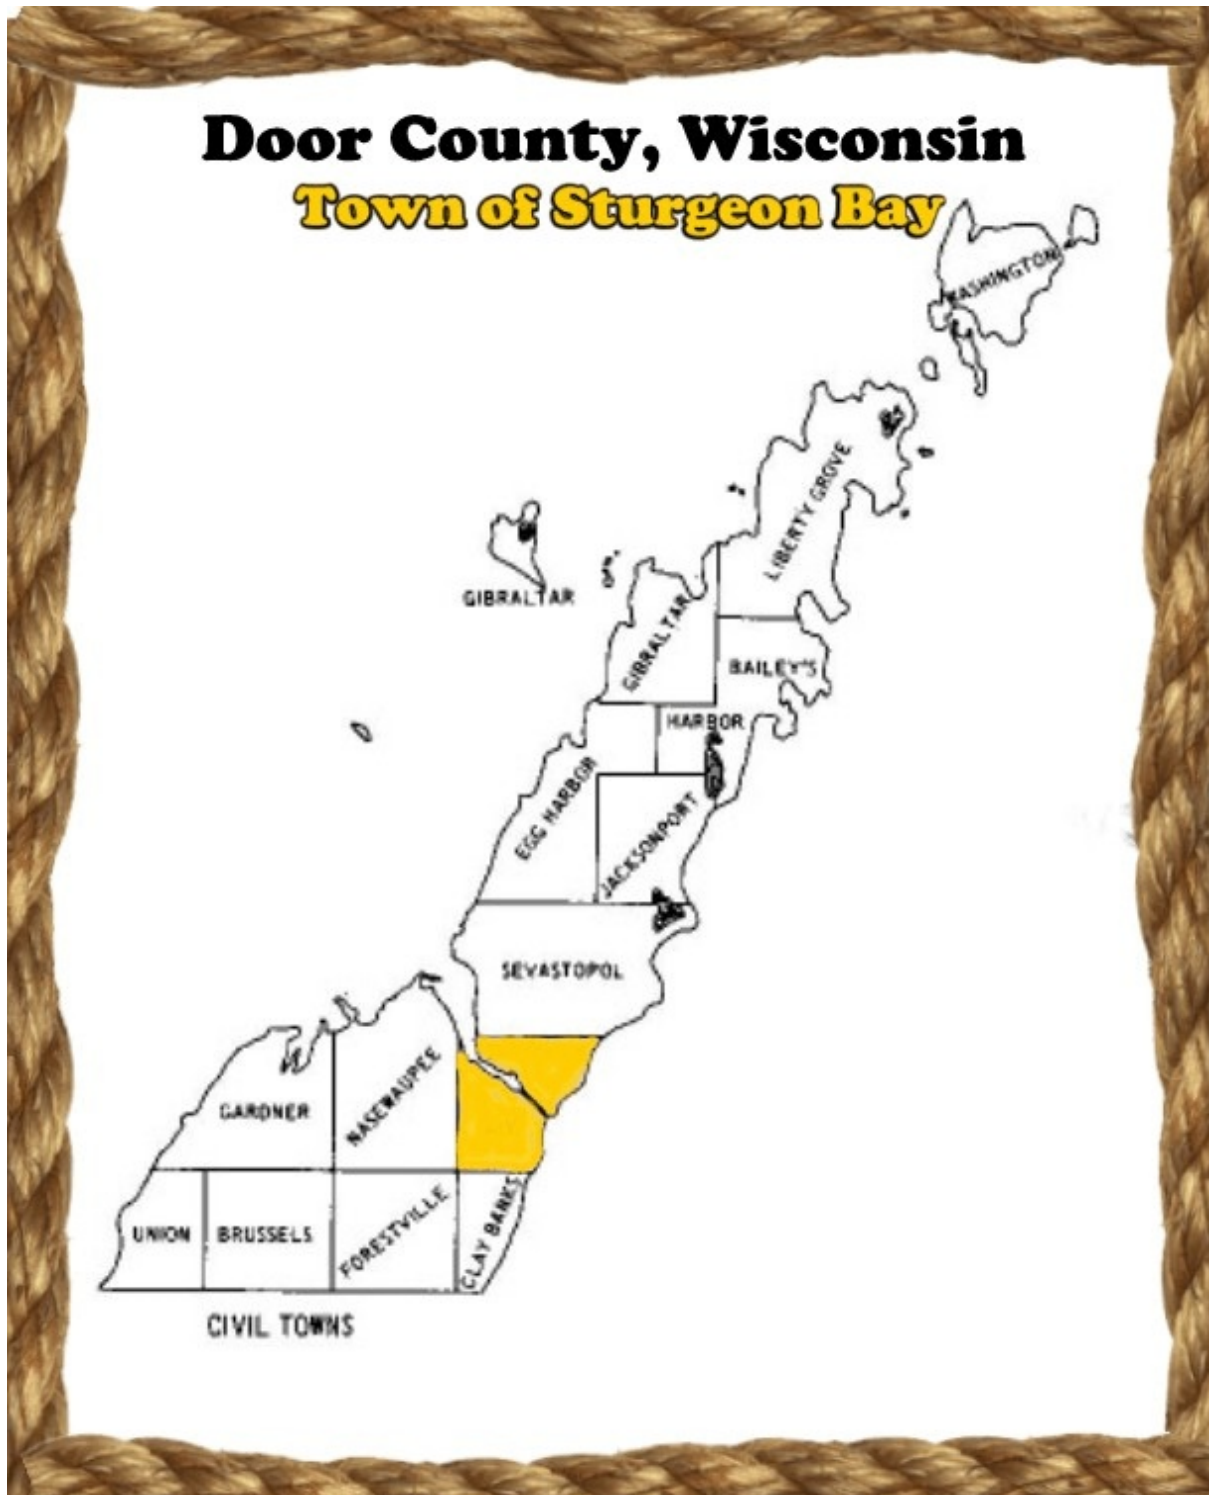 Door County, Wisconsin
Town of Sturgeon Bay
WASHINGTON
LIBERTY GROVE
GIBRALTAR
GIBRALTAR
BAILEY'S
HARBOR
EGG HARBOR
JACKSONPORT
SEVASTOPOL
NASEWAUPEE
GARDNER
UNION
BRUSSELS
FORESTVILLE
CLAY BANKS
CIVIL TOWNS